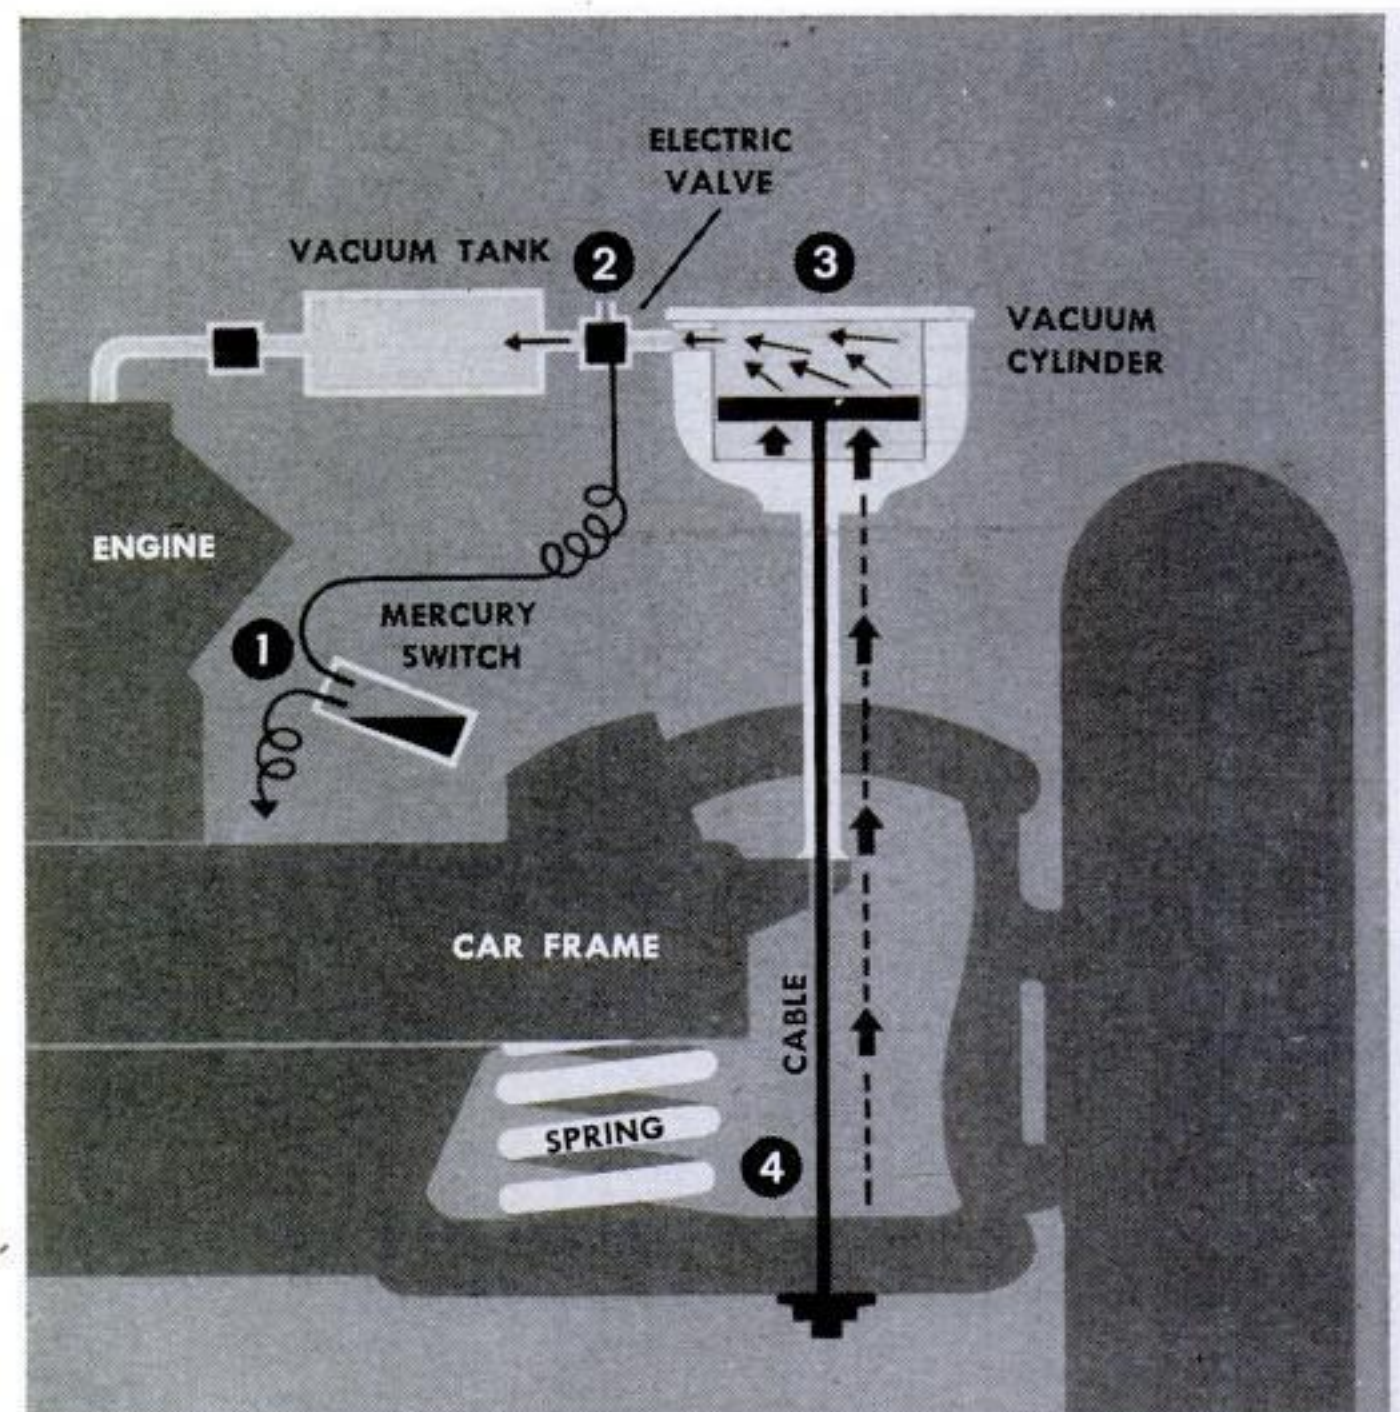 ELECTRIC
VALVE
VACUUM TANK
2
3
VACUUM
CYLINDER
ENGINE
1
MERCURY
SWITCH
CAR FRAME
CABLE
SPRING
4